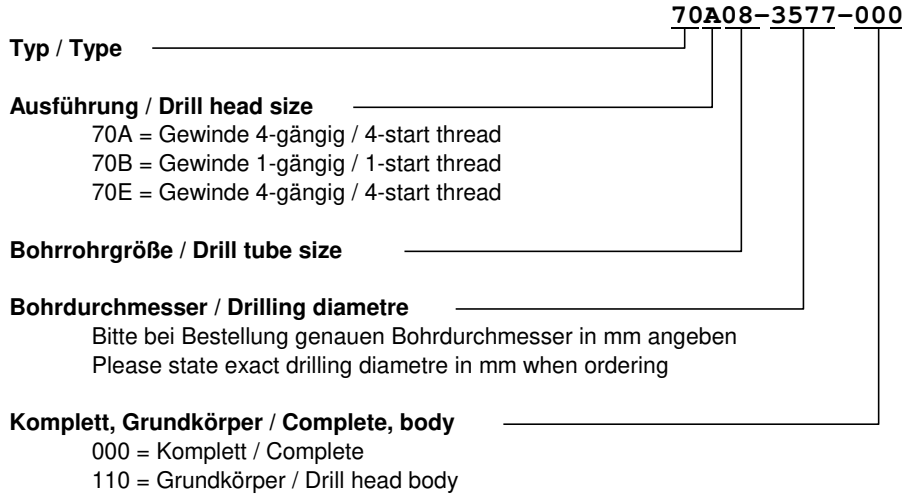 70A08-3577-000
Typ / Type
Ausführung / Drill head size
70A = Gewinde 4-gängig / 4-start thread
70B = Gewinde 1-gängig / 1-start thread
70E = Gewinde 4-gängig / 4-start thread
Bohrrohrgröße / Drill tube size
Bohrdurchmesser / Drilling diametre
Bitte bei Bestellung genauen Bohrdurchmesser in mm angeben
Please state exact drilling diametre in mm when ordering
Komplett, Grundkörper / Complete, body
000 = Komplett / Complete
110 = Grundkörper / Drill head body